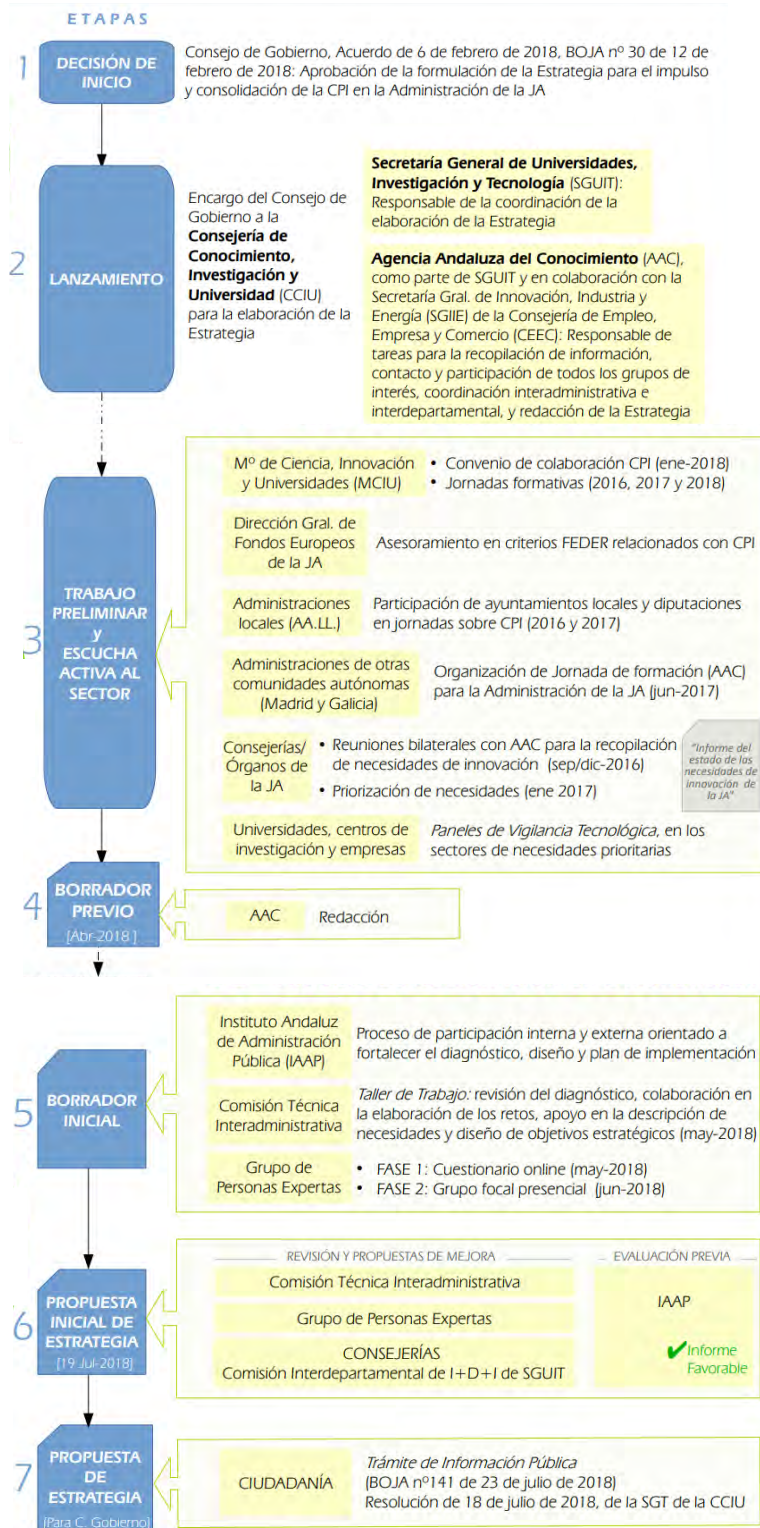 ETAPAS
1
DECISIÓN DE
INICIO
Consejo de Gobierno, Acuerdo de 6 de febrero de 2018, BOJA nº 30 de 12 de
febrero de 2018: Aprobación de la formulación de la Estrategia para el impulso
y consolidación de la CPI en la Administración de la JA
2
LANZAMIENTO
Encargo del Consejo de
Gobierno a la
Consejería de
Conocimiento,
Investigación y
Universidad (CCIU)
para la elaboración de la
Estrategia
Secretaría General de Universidades,
Investigación y Tecnología (SGUIT):
Responsable de la coordinación de la
elaboración de la Estrategia
Agencia Andaluza del Conocimiento (AAC),
como parte de SGUIT y en colaboración con la
Secretaría Gral. de Innovación, Industria y
Energía (SGIIE) de la Consejería de Empleo,
Empresa y Comercio (CEEC): Responsable de
tareas para la recopilación de información,
contacto y participación de todos los grupos de
interés, coordinación interadministrativa e
interdepartamental, y redacción de la Estrategia
3
TRABAJO
PRELIMINAR
y
ESCUCHA
ACTIVA AL
SECTOR
Mº de Ciencia, Innovación
y Universidades (MCIU)
• Convenio de colaboración CPI (ene-2018)
• Jornadas formativas (2016, 2017 y 2018)
Dirección Gral. de
Fondos Europeos
de la JA
Asesoramiento en criterios FEDER relacionados con CPI
Administraciones
locales (AA.LL.)
Participación de ayuntamientos locales y diputaciones
en jornadas sobre CPI (2016 y 2017)
Administraciones de otras
comunidades autónomas
(Madrid y Galicia)
Organización de Jornada de formación (AAC)
para la Administración de la JA (jun-2017)
Consejerías/
Órganos de
la JA
• Reuniones bilaterales con AAC para la recopilación
de necesidades de innovación (sep/dic-2016)
• Priorización de necesidades (ene 2017)
"Informe del
estado de las
necesidades de
innovación de
la JA"
Universidades, centros de
investigación y empresas
Paneles de Vigilancia Tecnológica, en los
sectores de necesidades prioritarias
4
BORRADOR
PREVIO
[Abr-2018 ]
AAC
Redacción
5
BORRADOR
INICIAL
Instituto Andaluz
de Administración
Pública (IAAP)
Proceso de participación interna y externa orientado a
fortalecer el diagnóstico, diseño y plan de implementación
Comisión Técnica
Interadministrativa
Taller de Trabajo: revisión del diagnóstico, colaboración en
la elaboración de los retos, apoyo en la descripción de
necesidades y diseño de objetivos estratégicos (may-2018)
Grupo de
Personas Expertas
• FASE 1: Cuestionario online (may-2018)
• FASE 2: Grupo focal presencial (jun-2018)
6
PROPUESTA
INICIAL DE
ESTRATEGIA
[19 Jul-2018]
REVISIÓN Y PROPUESTAS DE MEJORA
Comisión Técnica Interadministrativa
Grupo de Personas Expertas
CONSEJERÍAS
Comisión Interdepartamental de I+D+I de SGUIT
EVALUACIÓN PREVIA
IAAP
✔Informe
Favorable
7
PROPUESTA
DE
ESTRATEGIA
[Para C. Gobierno]
CIUDADANÍA
Trámite de Información Pública
(BOJA nº141 de 23 de julio de 2018)
Resolución de 18 de julio de 2018, de la SGT de la CCIU